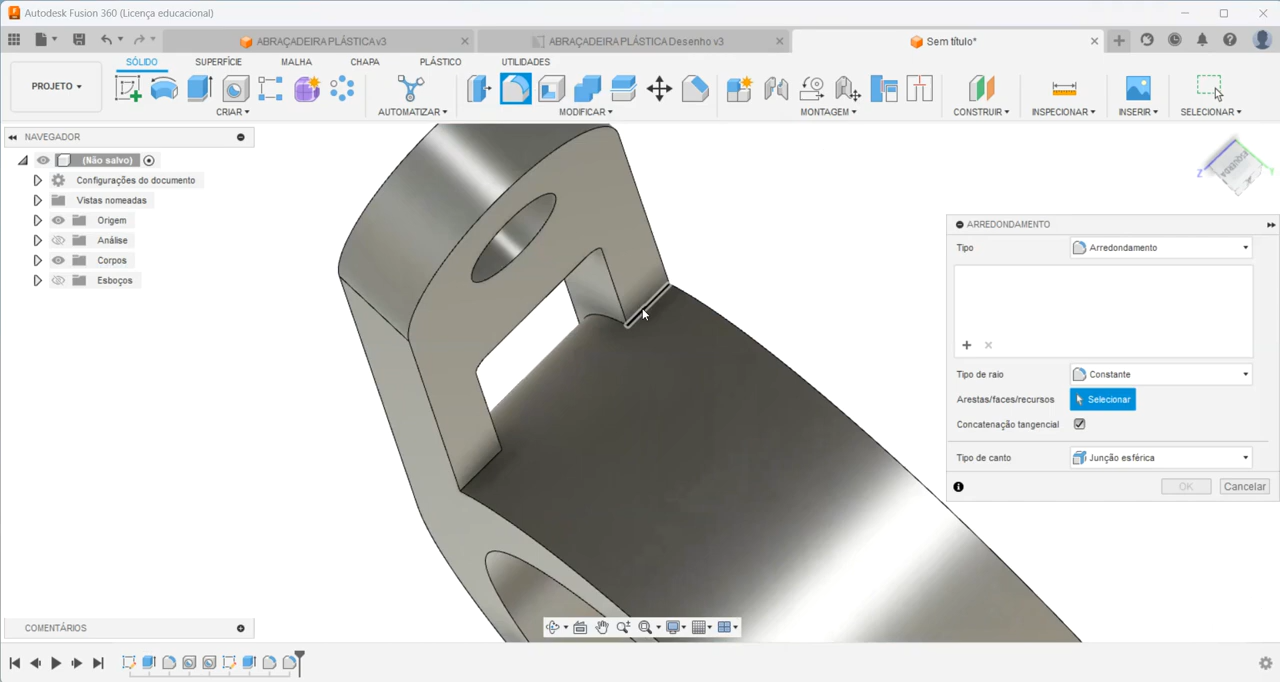 Autodesk Fusion 360 (Licença educacional)
ABRAÇADEIRA PLÁSTICA v3
ABRAÇADEIRA PLÁSTICA Desenho v3
Sem título*
SÓLIDO SUPERFÍCIE MALHA CHAPA PLÁSTICO UTILIDADES
PROJETO
CRIAR AUTOMATIZAR MODIFICAR MONTAGEM CONSTRUIR INSPECIONAR INSERIR SELECIONAR
NAVEGADOR
(Não salvo)
Configurações do documento
Vistas nomeadas
Origem
Análise
Corpos
Esboços
Z
Y
ESQUERDA
ARREDONDAMENTO
Tipo Arredondamento
Tipo de raio Constante
Arestas/faces/recursos Selecionar
Concatenação tangencial
Tipo de canto Junção esférica
OK Cancelar
COMENTÁRIOS